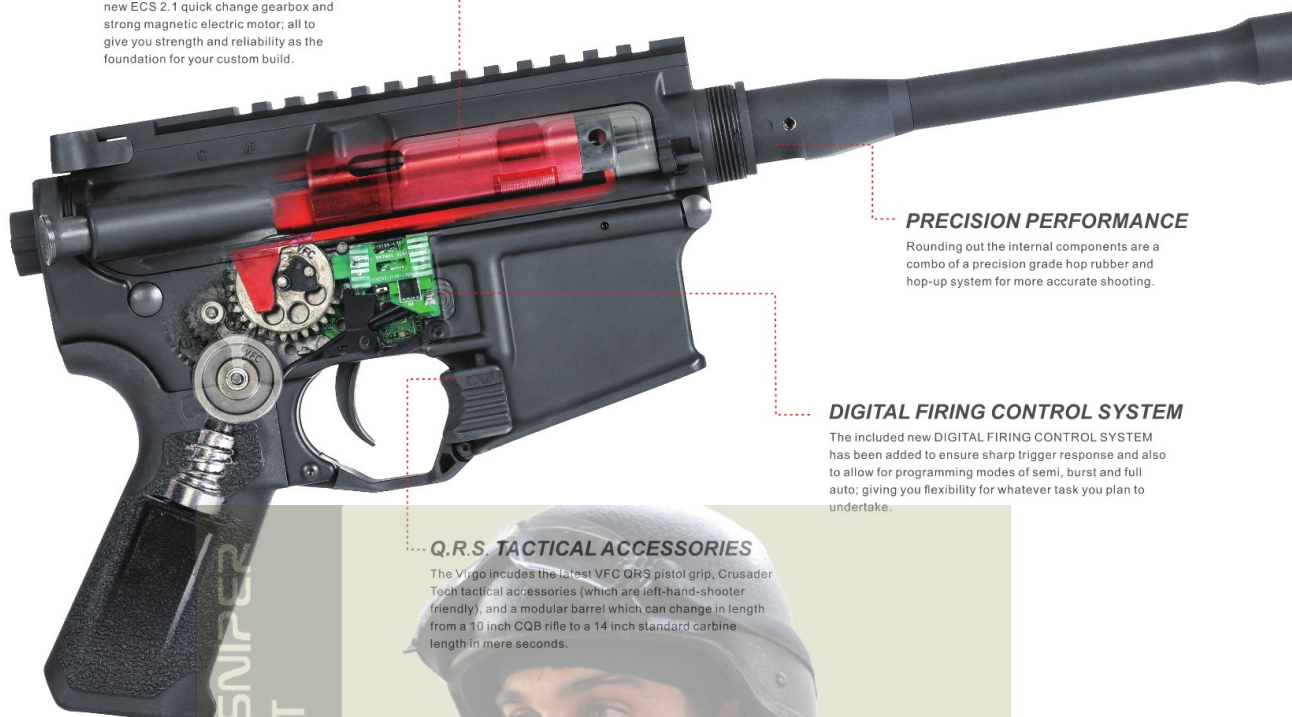 new ECS 2.1 quick change gearbox and
strong magnetic electric motor; all to
give you strength and reliability as the
foundation for your custom build.
PRECISION PERFORMANCE
Rounding out the internal components are a
combo of a precision grade hop rubber and
hop-up system for more accurate shooting.
DIGITAL FIRING CONTROL SYSTEM
The included new DIGITAL FIRING CONTROL SYSTEM
has been added to ensure sharp trigger response and also
to allow for programming modes of semi, burst and full
auto; giving you flexibility for whatever task you plan to
undertake.
Q.R.S. TACTICAL ACCESSORIES
The Virgo incudes the latest VFC QRS pistol grip, Crusader
Tech tactical accessories (which are left-hand-shooter
friendly), and a modular barrel which can change in length
from a 10 inch CQB rifle to a 14 inch standard carbine
length in mere seconds.
VFC
VFC
SNIPER